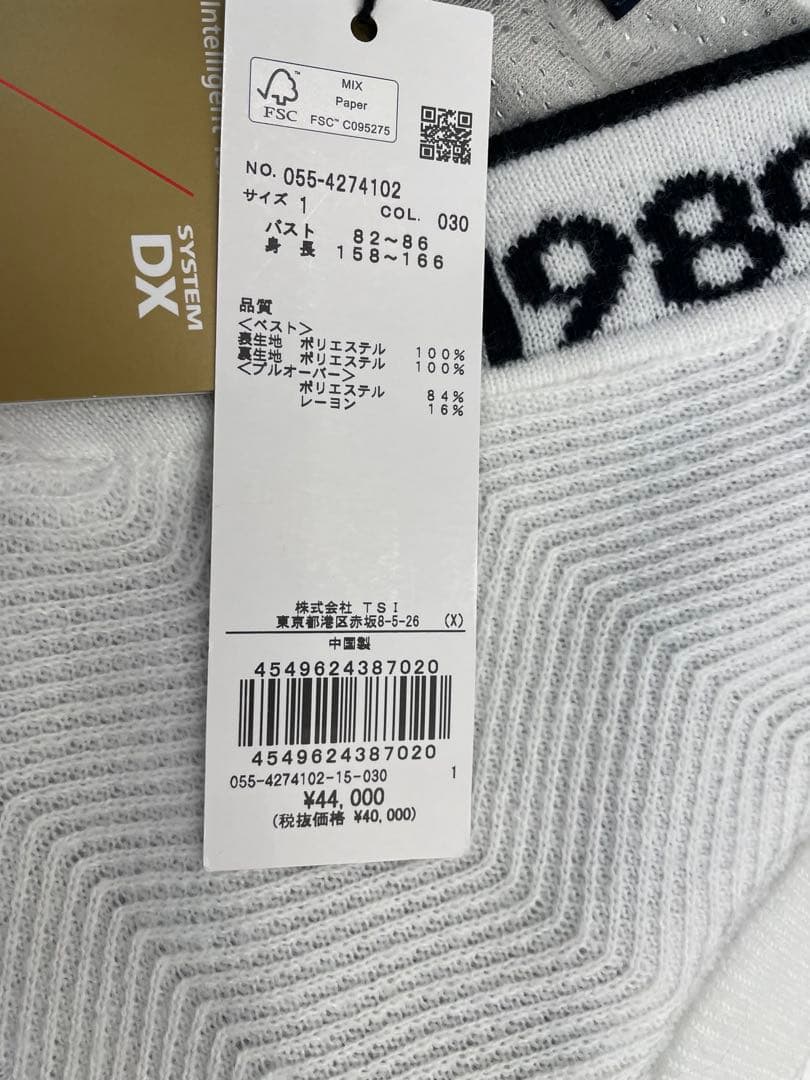 Intelligent
SYSTEM
DX
FSC™
MIX
Paper
FSC™ C095275
NO. 055-4274102
サイズ 1 COL. 030
バスト 82~86
身長 158~166
品質
<ベスト>
表生地 ポリエステル 100%
裏生地 ポリエステル 100%
<プルオーバー>
ポリエステル 84%
レーヨン 16%
株式会社 TSI
東京都港区赤坂8-5-26 (X)
中国製
4549624387020
4549624387020
055-4274102-15-030 1
¥44,000
(税抜価格 ¥40,000)
1989